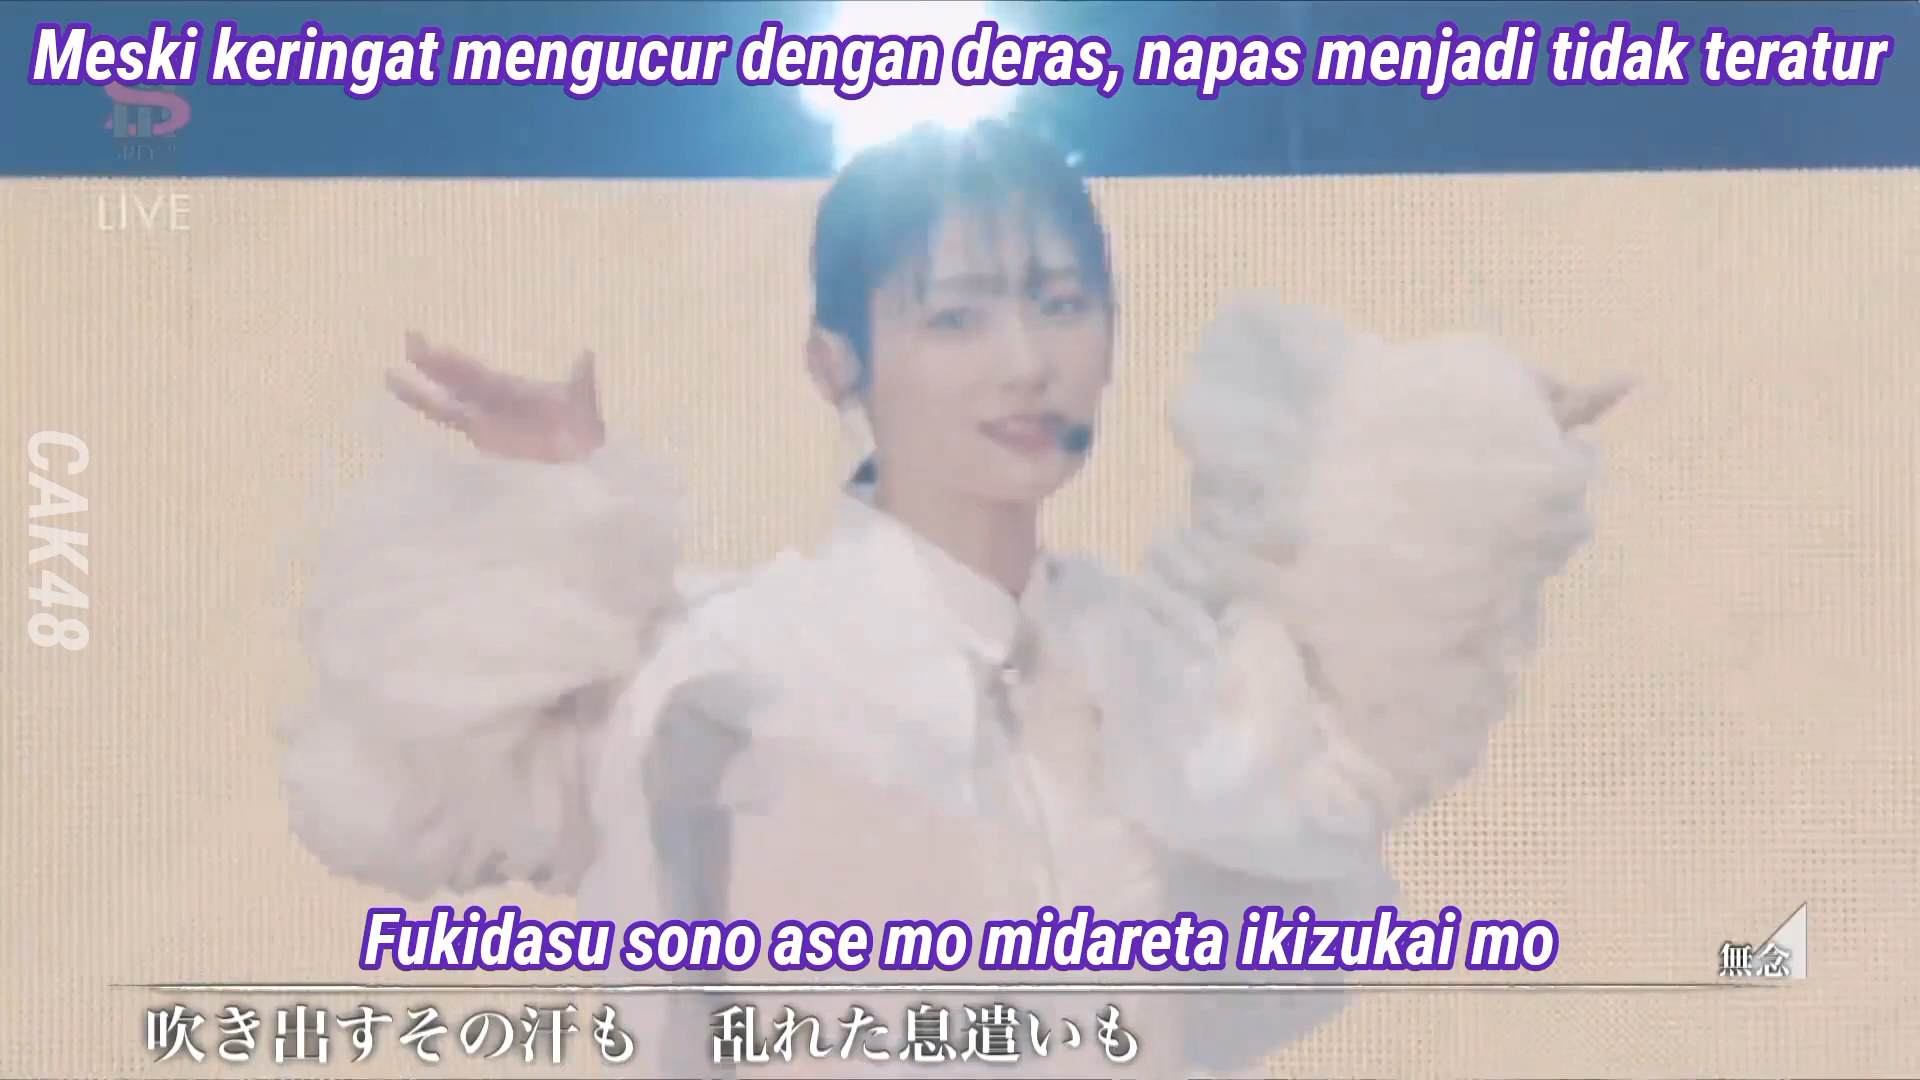 Meski keringat mengucur dengan deras, napas menjadi tidak teratur
LIVE
CAK48
Fukidasu sono ase mo midareta ikizukai mo
無念
吹き出すその汗も 乱れた息遣いも